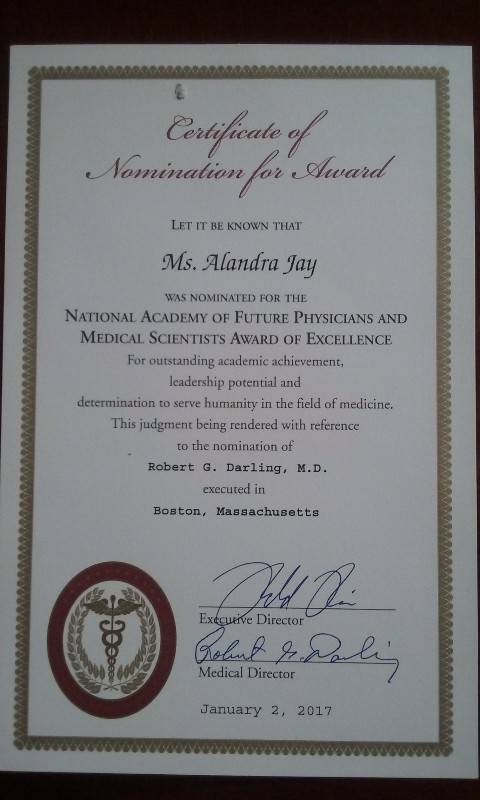 Certificate of
Nomination for Award
LET IT BE KNOWN THAT
Ms. Alandra Jay
WAS NOMINATED FOR THE
NATIONAL ACADEMY OF FUTURE PHYSICIANS AND
MEDICAL SCIENTISTS AWARD OF EXCELLENCE
For outstanding academic achievement,
leadership potential and
determination to serve humanity in the field of medicine.
This judgment being rendered with reference
to the nomination of
Robert G. Darling, M.D.
executed in
Boston, Massachusetts
Executive Director
Robert G. Darling
Medical Director
January 2, 2017